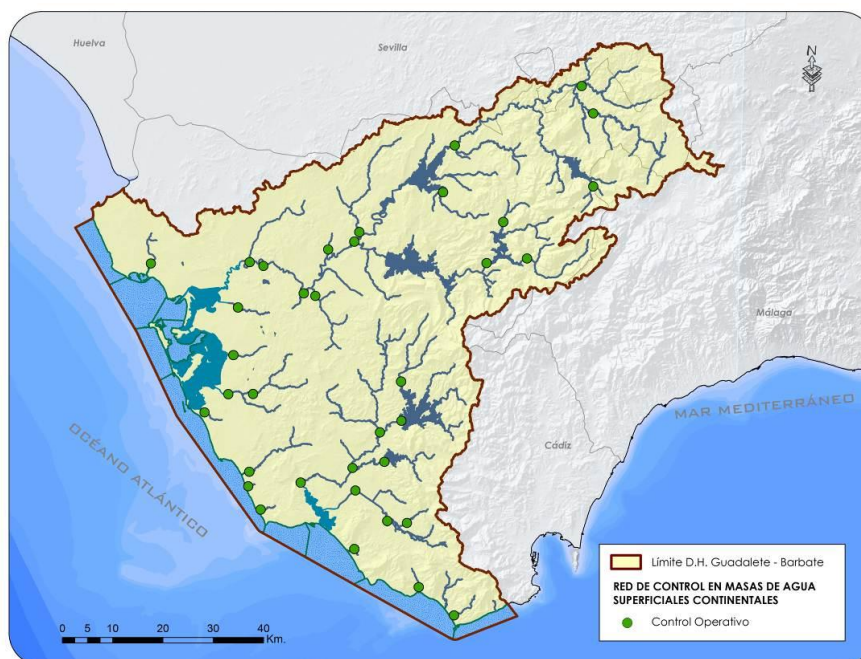 Huelva
Sevilla
N
Málaga
MAR MEDITERRÁNEO
Cádiz
OCÉANO ATLÁNTICO
Límite D.H. Guadalete - Barbate
RED DE CONTROL EN MASAS DE AGUA
SUPERFICIALES CONTINENTALES
Control Operativo
0 5 10 20 30 40
Km.